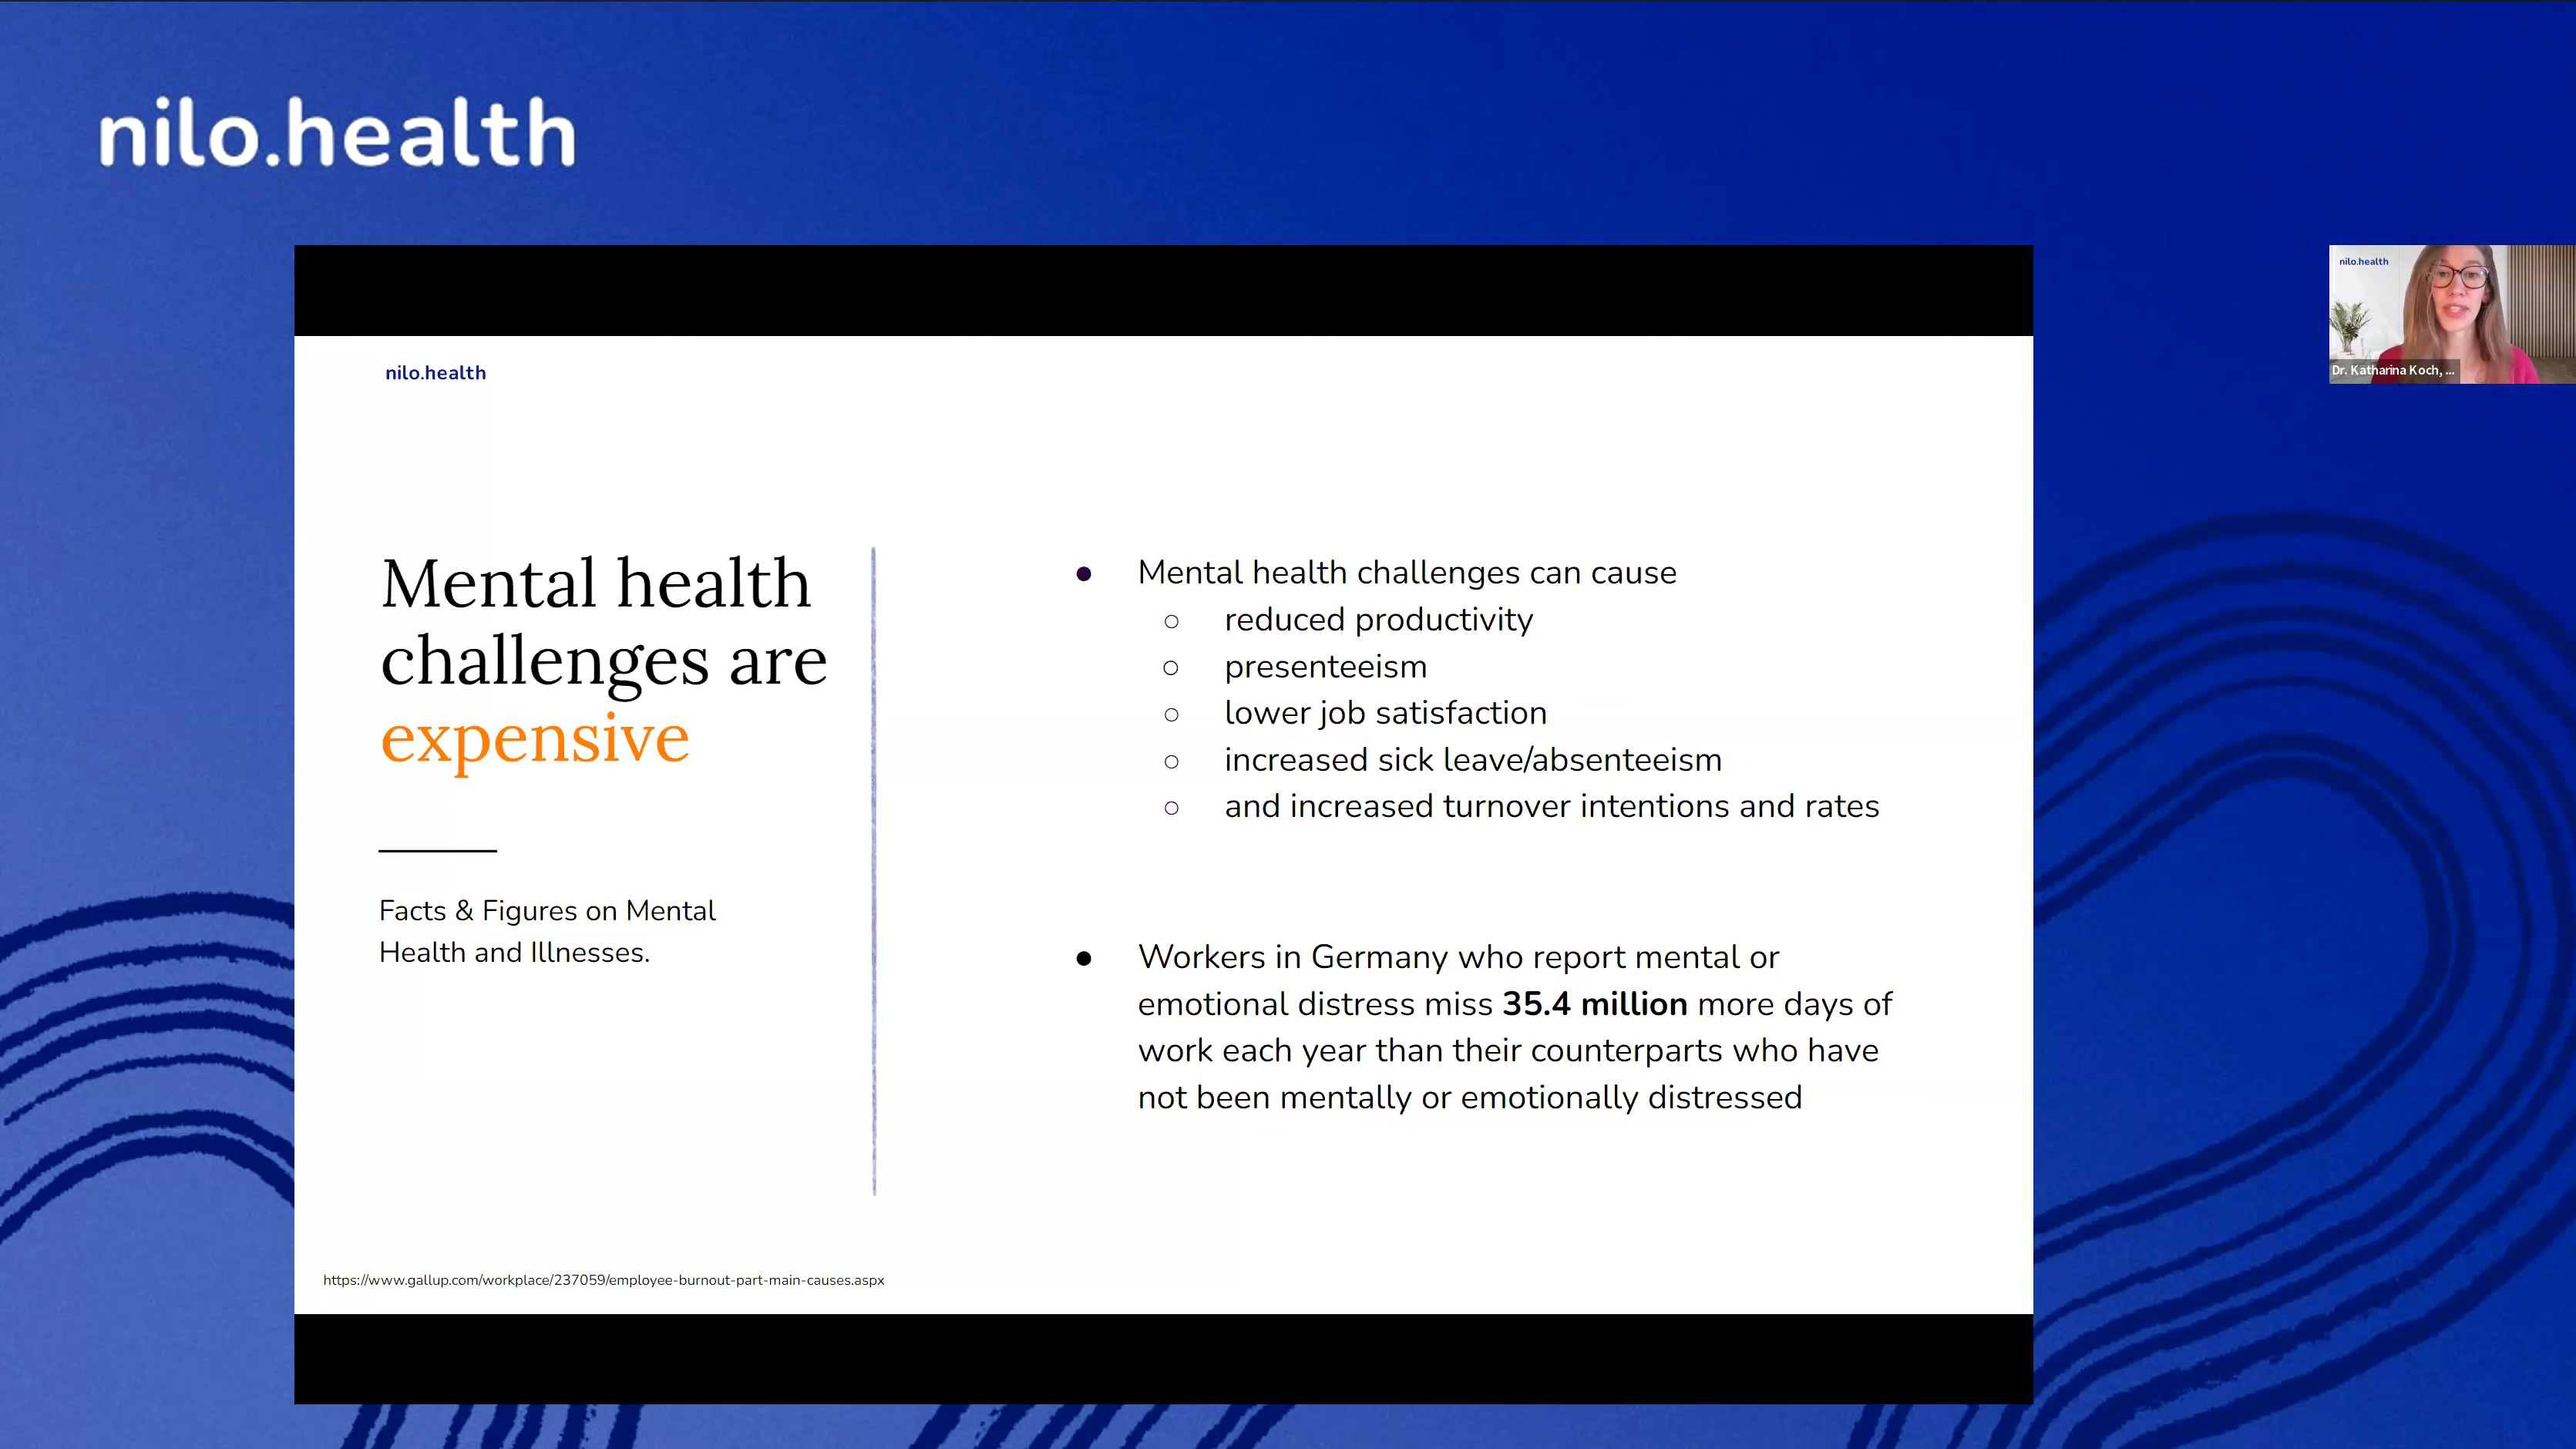 nilo.health
nilo.health
Mental health
challenges are
expensive
Facts & Figures on Mental
Health and Illnesses.
● Mental health challenges can cause
○ reduced productivity
○ presenteeism
○ lower job satisfaction
○ increased sick leave/absenteeism
○ and increased turnover intentions and rates
● Workers in Germany who report mental or
emotional distress miss 35.4 million more days of
work each year than their counterparts who have
not been mentally or emotionally distressed
https://www.gallup.com/workplace/237059/employee-burnout-part-main-causes.aspx
nilo.health
Dr. Katharina Koch, ...